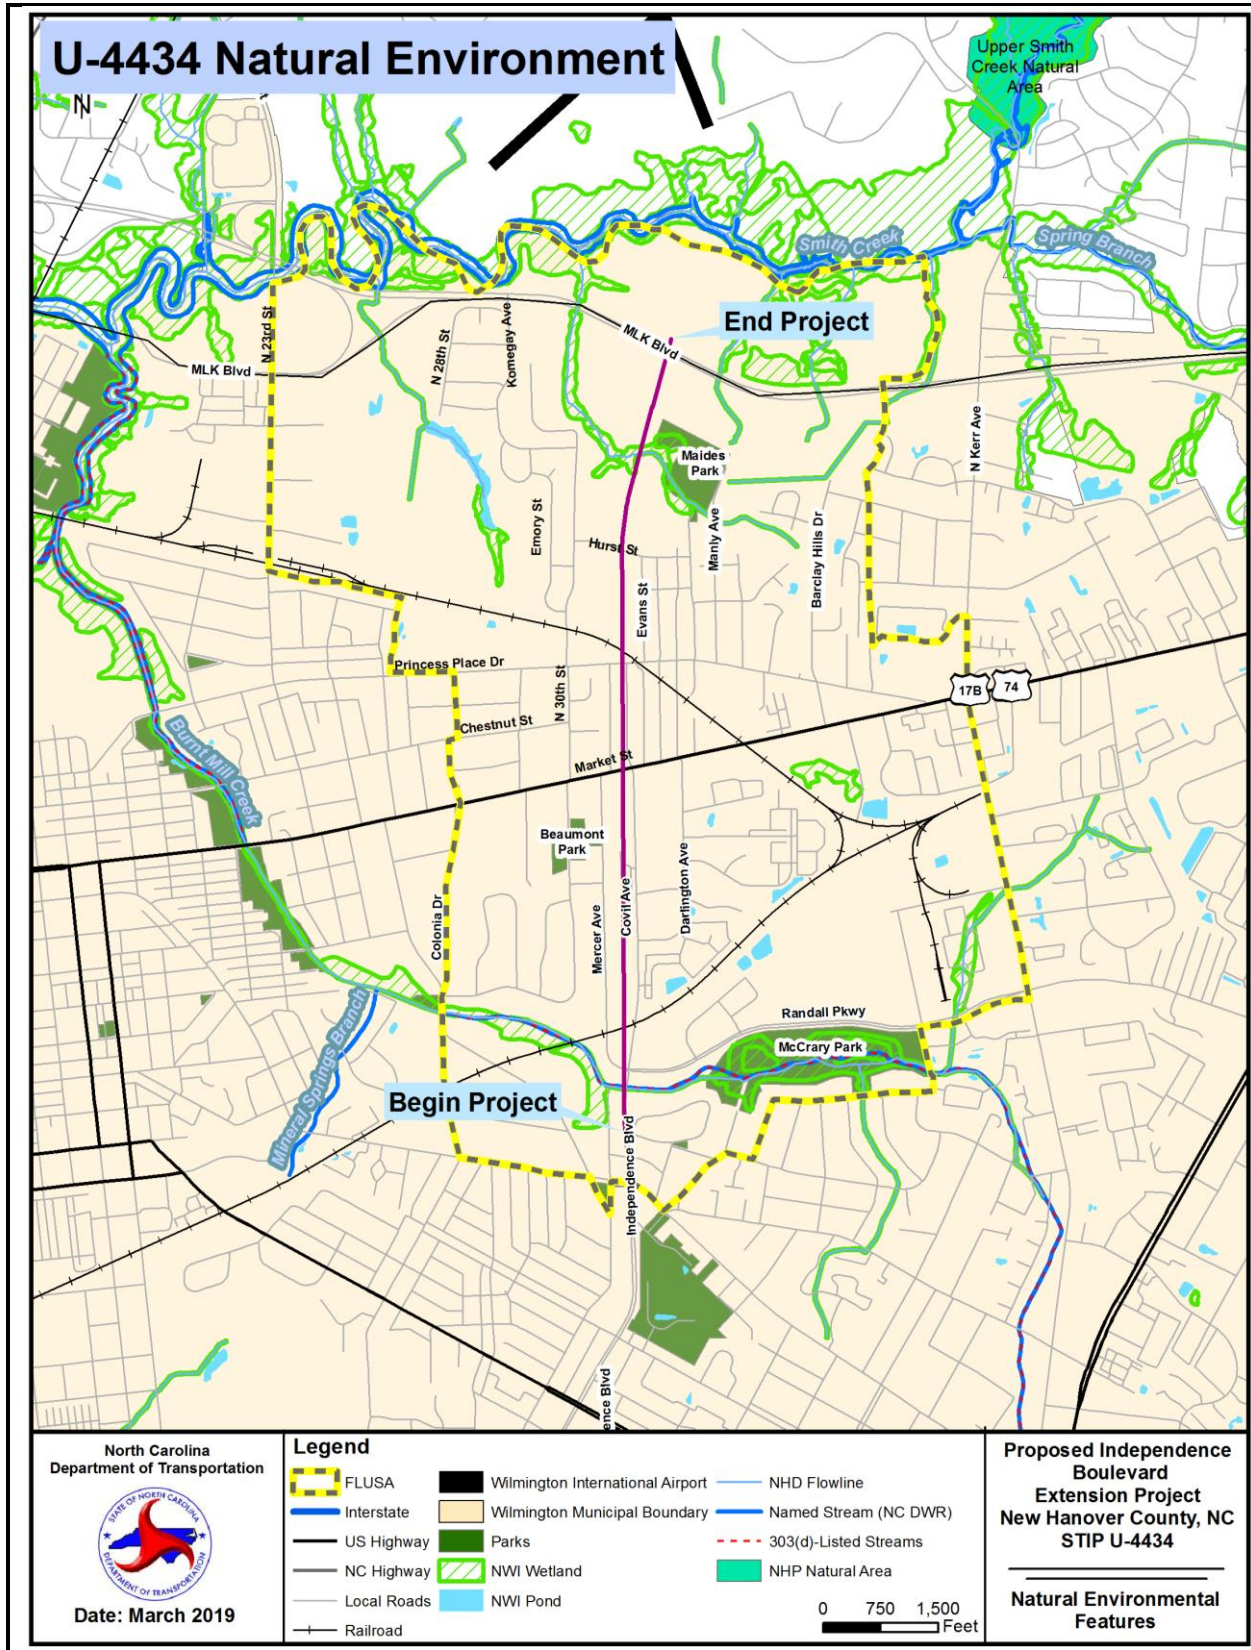 U-4434 Natural Environment
N
Upper Smith
Creek Natural
Area
Smith Creek
Spring Branch
End Project
MLK Blvd
N 23rd St
MLK Blvd
N 28th St
Kornegay Ave
Maides
Park
N Kerr Ave
Emory St
Hurst St
Manly Ave
Barclay Hills Dr
Evans St
Princess Place Dr
N 30th St
Chestnut St
17B
74
Market St
Burnt Mill Creek
Beaumont
Park
Colonia Dr
Mercer Ave
Covil Ave
Darlington Ave
Mineral Springs Branch
Randall Pkwy
McCrary Park
Begin Project
Independence Blvd
ence Blvd
North Carolina
Department of Transportation
STATE OF NORTH CAROLINA
DEPARTMENT OF TRANSPORTATION
Date: March 2019
Legend
FLUSA
Interstate
US Highway
NC Highway
Local Roads
Railroad
Wilmington International Airport
Wilmington Municipal Boundary
Parks
NWI Wetland
NWI Pond
NHD Flowline
Named Stream (NC DWR)
303(d)-Listed Streams
NHP Natural Area
0 750 1,500
Feet
Proposed Independence
Boulevard
Extension Project
New Hanover County, NC
STIP U-4434
Natural Environmental
Features